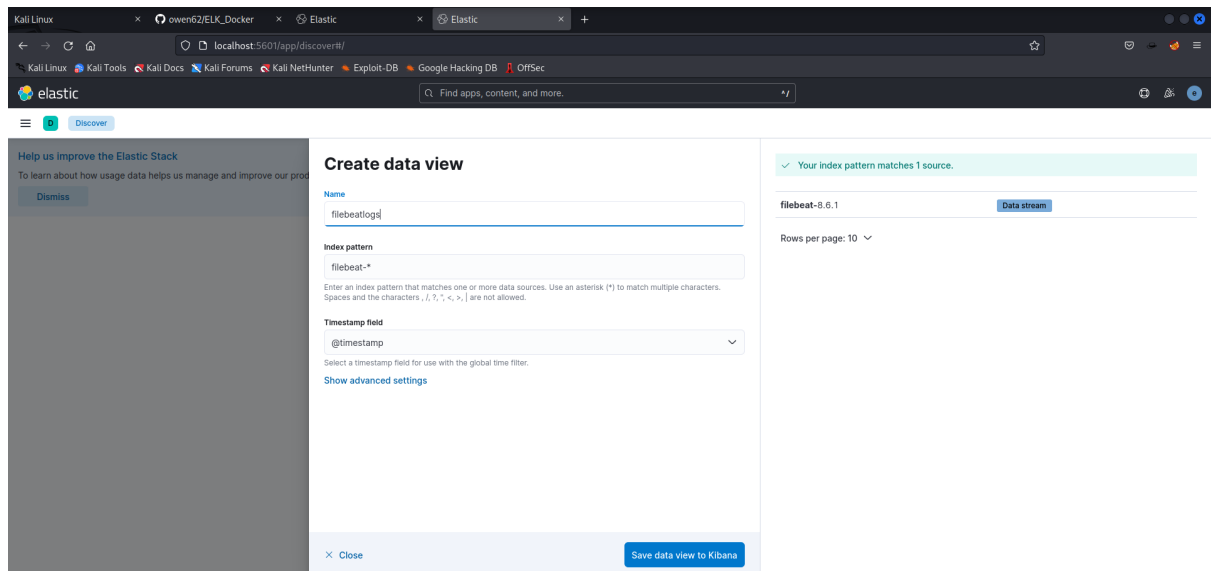 Kali Linux
owen62/ELK_Docker
Elastic
Elastic
localhost:5601/app/discover#/
Kali Linux Kali Tools Kali Docs Kali Forums Kali NetHunter Exploit-DB Google Hacking DB OffSec
elastic
Find apps, content, and more.
^/
e
D
Discover
Help us improve the Elastic Stack
To learn about how usage data helps us manage and improve our prod
Dismiss
Create data view
Name
filebeatlogs
Index pattern
filebeat-*
Enter an index pattern that matches one or more data sources. Use an asterisk (*) to match multiple characters.
Spaces and the characters , /, ?, ", <, >, | are not allowed.
Timestamp field
@timestamp
Select a timestamp field for use with the global time filter.
Show advanced settings
Close
Save data view to Kibana
Your index pattern matches 1 source.
filebeat-8.6.1 Data stream
Rows per page: 10